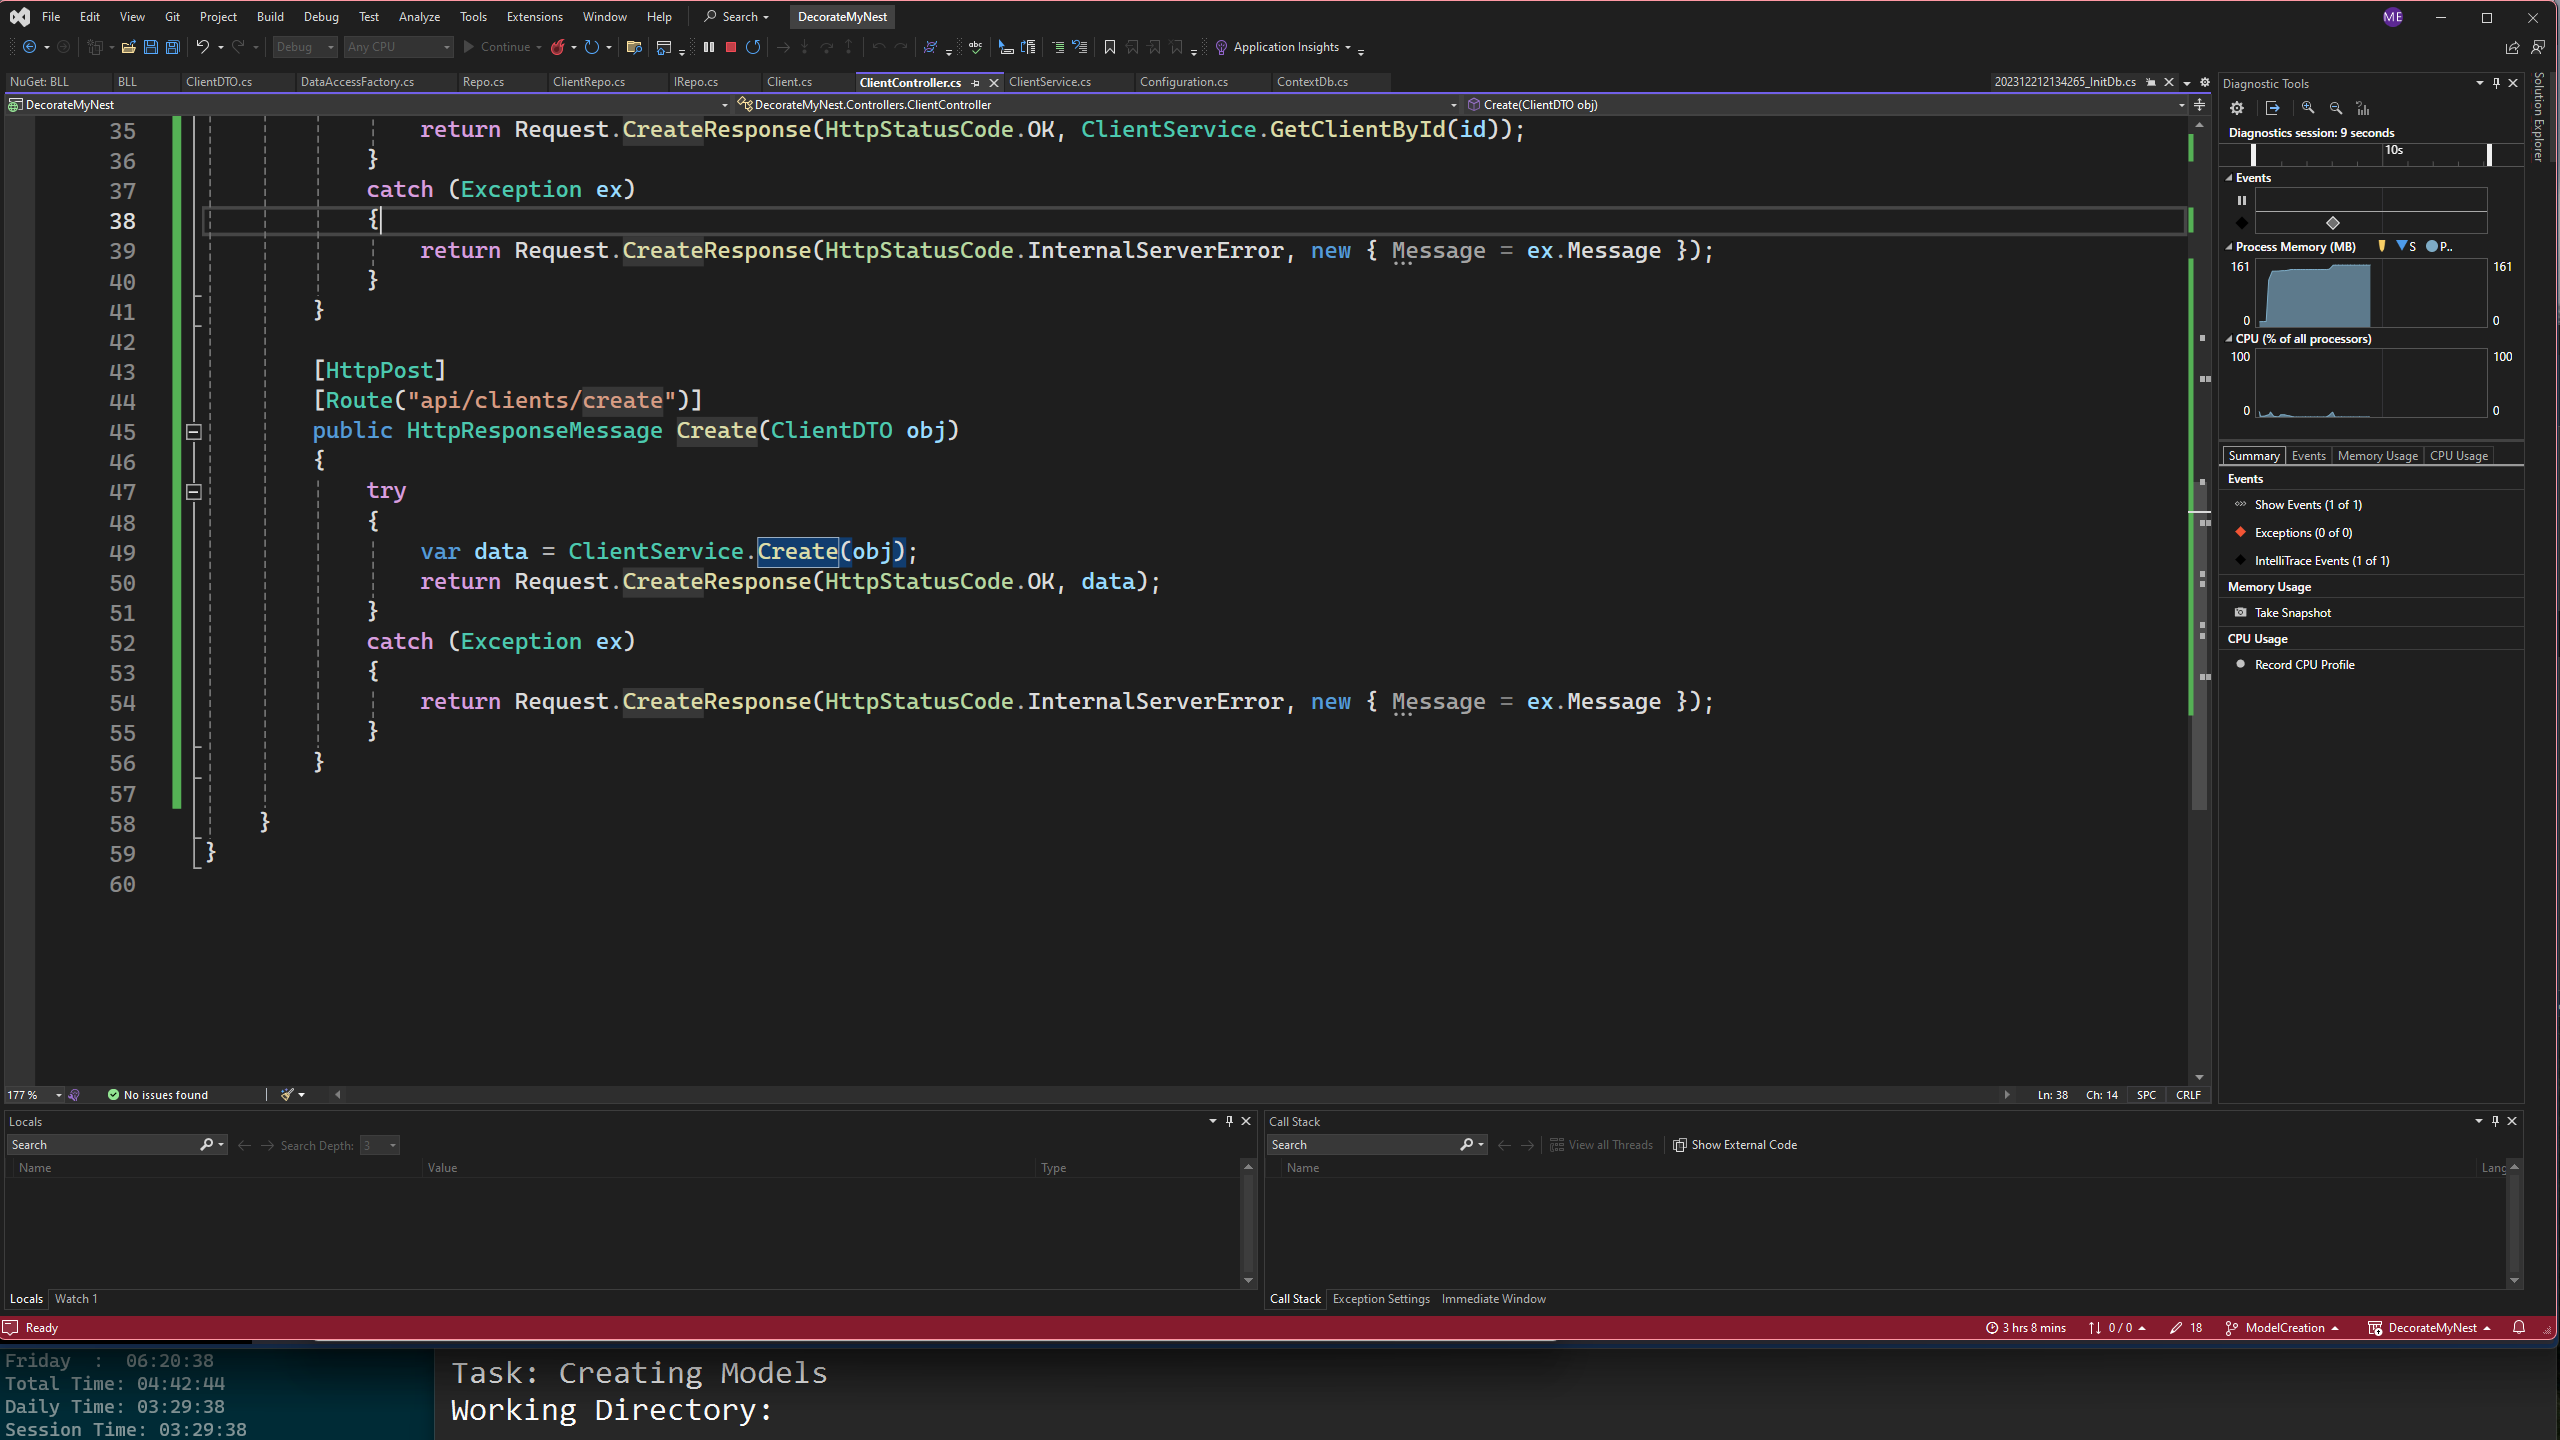 File Edit View Git Project Build Debug Test Analyze Tools Extensions Window Help Search DecorateMyNest ME
Debug Any CPU Continue Application Insights
NuGet: BLL BLL ClientDTO.cs DataAccessFactory.cs Repo.cs ClientRepo.cs IRepo.cs Client.cs ClientController.cs ClientService.cs Configuration.cs ContextDb.cs 202312212134265_InitDb.cs
DecorateMyNest DecorateMyNest.Controllers.ClientController Create(ClientDTO obj)
35 return Request.CreateResponse(HttpStatusCode.OK, ClientService.GetClientById(id));
36 }
37 catch (Exception ex)
38 {
39 return Request.CreateResponse(HttpStatusCode.InternalServerError, new { Message = ex.Message });
40 }
41 }
42
43 [HttpPost]
44 [Route("api/clients/create")]
45 public HttpResponseMessage Create(ClientDTO obj)
46 {
47 try
48 {
49 var data = ClientService.Create(obj);
50 return Request.CreateResponse(HttpStatusCode.OK, data);
51 }
52 catch (Exception ex)
53 {
54 return Request.CreateResponse(HttpStatusCode.InternalServerError, new { Message = ex.Message });
55 }
56 }
57
58 }
59 }
60
177 % No issues found Ln: 38 Ch: 14 SPC CRLF
Diagnostic Tools
Diagnostics session: 9 seconds
10s
Events
Process Memory (MB) S P..
161 161
0 0
CPU (% of all processors)
100 100
0 0
Summary Events Memory Usage CPU Usage
Events
Show Events (1 of 1)
Exceptions (0 of 0)
IntelliTrace Events (1 of 1)
Memory Usage
Take Snapshot
CPU Usage
Record CPU Profile
Solution Explorer
Locals
Search Search Depth: 3
Name Value Type
Locals Watch 1
Call Stack
Search View all Threads Show External Code
Name Lang
Call Stack Exception Settings Immediate Window
Ready 3 hrs 8 mins 0 / 0 18 ModelCreation DecorateMyNest
Friday : 06:20:38
Total Time: 04:42:44
Daily Time: 03:29:38
Session Time: 03:29:38
Task: Creating Models
Working Directory: